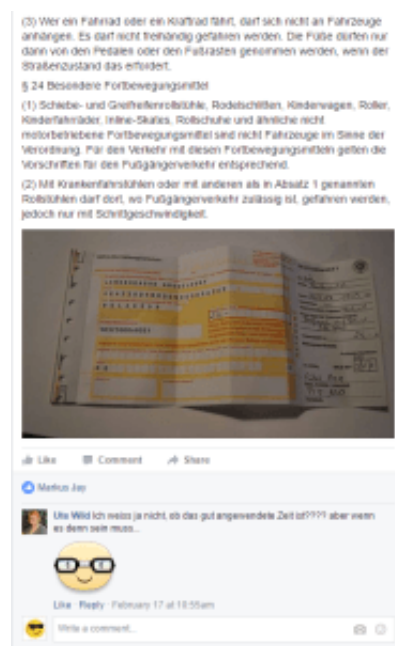 (3) Wer ein Fahrrad oder ein Kraftrad fährt, darf sich nicht an Fahrzeuge
anhängen. Es darf nicht freihändig gefahren werden. Die Füße dürfen nur
dann von den Pedalen oder den Fußrasten genommen werden, wenn der
Straßenzustand das erfordert.
§ 24 Besondere Fortbewegungsmittel
(1) Schiebe- und Greifreifenrollstühle, Rodelschlitten, Kinderwagen, Roller,
Kinderfahrräder, Inline-Skates, Rollschuhe und ähnliche nicht
motorbetriebene Fortbewegungsmittel sind nicht Fahrzeuge im Sinne der
Verordnung. Für den Verkehr mit diesen Fortbewegungsmitteln gelten die
Vorschriften für den Fußgängerverkehr entsprechend.
(2) Mit Krankenfahrstühlen oder mit anderen als in Absatz 1 genannten
Rollstühlen darf dort, wo Fußgängerverkehr zulässig ist, gefahren werden,
jedoch nur mit Schrittgeschwindigkeit.
Like Comment Share
Markus Jay
Ute Wild Ich weiss ja nicht, ob das gut angewendete Zeit ist???? aber wenn
es denn sein muss...
Like · Reply · February 17 at 10:55am
Write a comment...